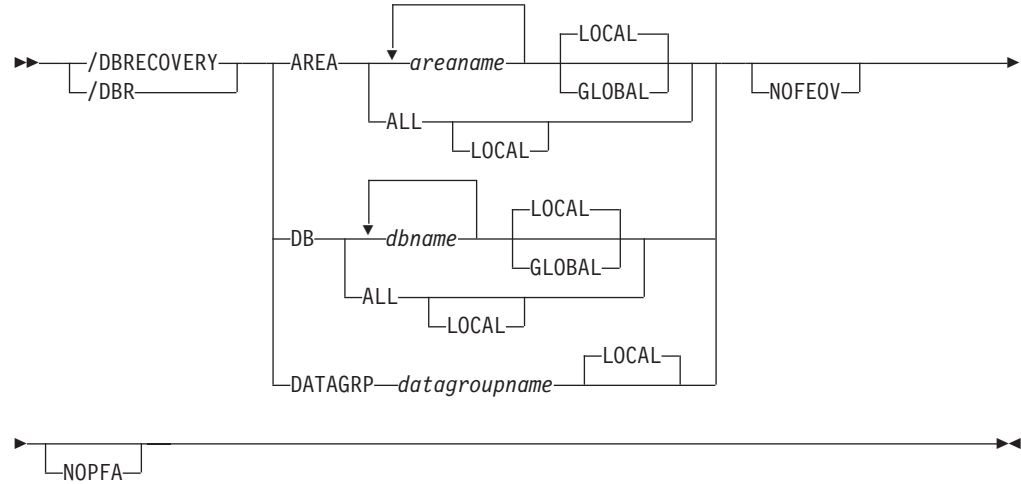 LOCAL
/DBRECOVERY AREA areaname
/DBR GLOBAL NOFEOV
ALL
LOCAL
LOCAL
DB dbname
GLOBAL
ALL
LOCAL
LOCAL
DATAGRP datagroupname
NOPFA